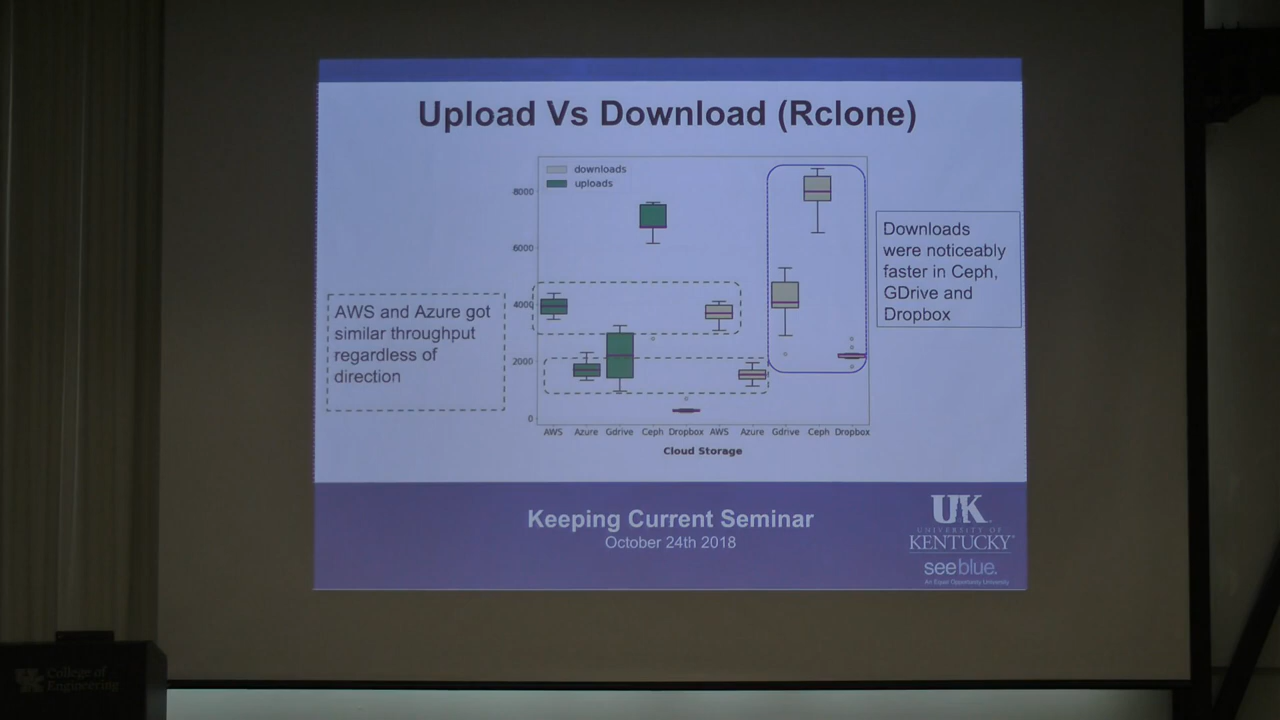 Upload Vs Download (Rclone)
downloads
uploads
8000
6000
4000
2000
0
AWS Azure Gdrive Ceph Dropbox AWS Azure Gdrive Ceph Dropbox
Cloud Storage
AWS and Azure got
similar throughput
regardless of
direction
Downloads
were noticeably
faster in Ceph,
GDrive and
Dropbox
Keeping Current Seminar
October 24th 2018
UK
UNIVERSITY OF
KENTUCKY
seeblue.
An Equal Opportunity University
UK College of
Engineering